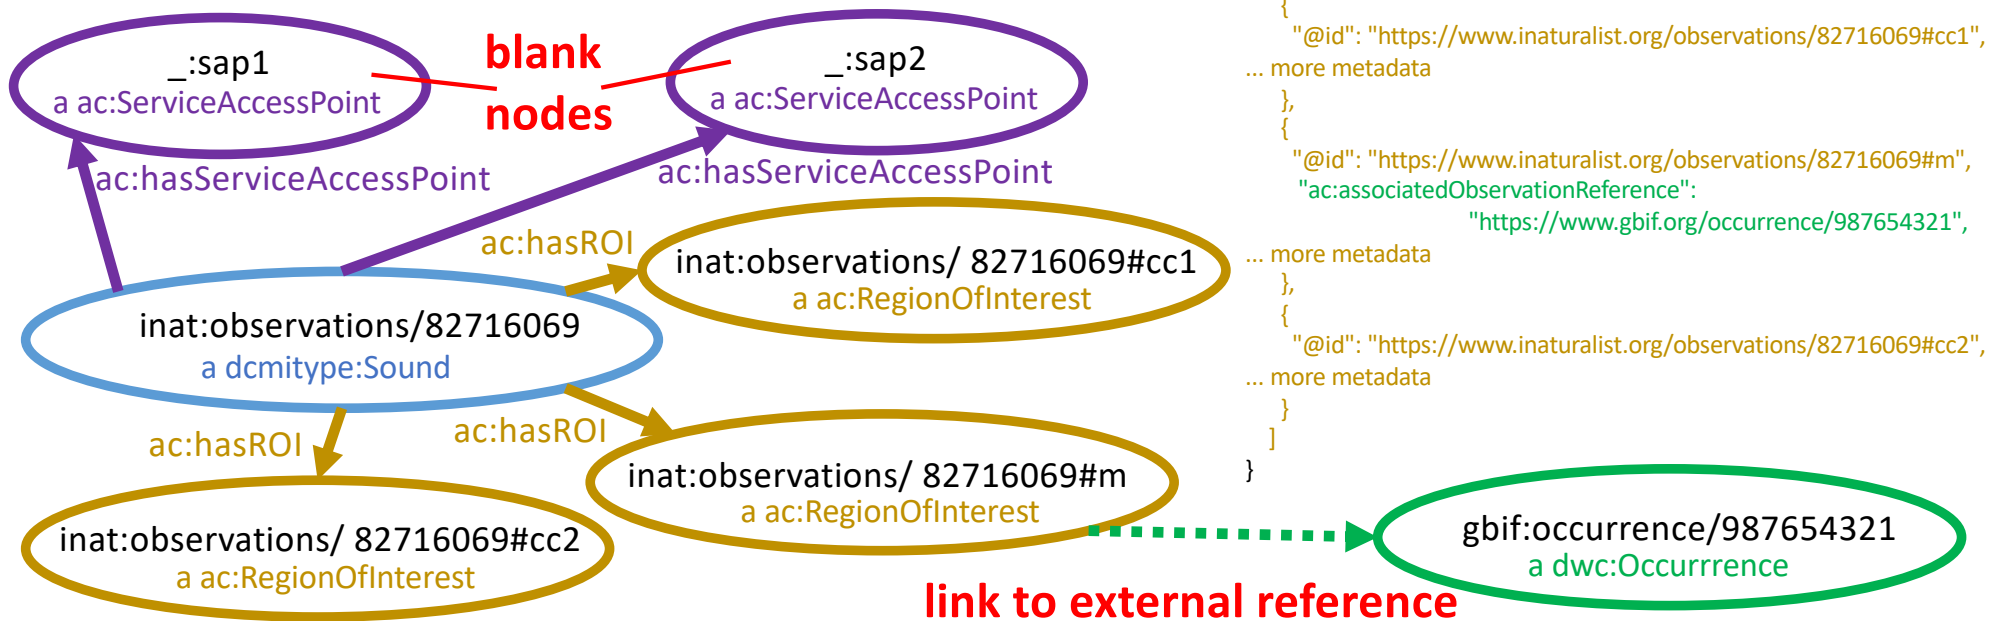 _:sap1
a ac:ServiceAccessPoint
blank
nodes
_:sap2
a ac:ServiceAccessPoint
ac:hasServiceAccessPoint
ac:hasServiceAccessPoint
ac:hasROI
inat:observations/ 82716069#cc1
a ac:RegionOfInterest
inat:observations/82716069
a dcmitype:Sound
ac:hasROI
ac:hasROI
inat:observations/ 82716069#m
a ac:RegionOfInterest
inat:observations/ 82716069#cc2
a ac:RegionOfInterest
link to external reference
gbif:occurrence/987654321
a dwc:Occurrrence
{
"@id": "https://www.inaturalist.org/observations/82716069#cc1",
... more metadata
},
{
"@id": "https://www.inaturalist.org/observations/82716069#m",
"ac:associatedObservationReference":
"https://www.gbif.org/occurrence/987654321",
... more metadata
},
{
"@id": "https://www.inaturalist.org/observations/82716069#cc2",
... more metadata
}
]
}